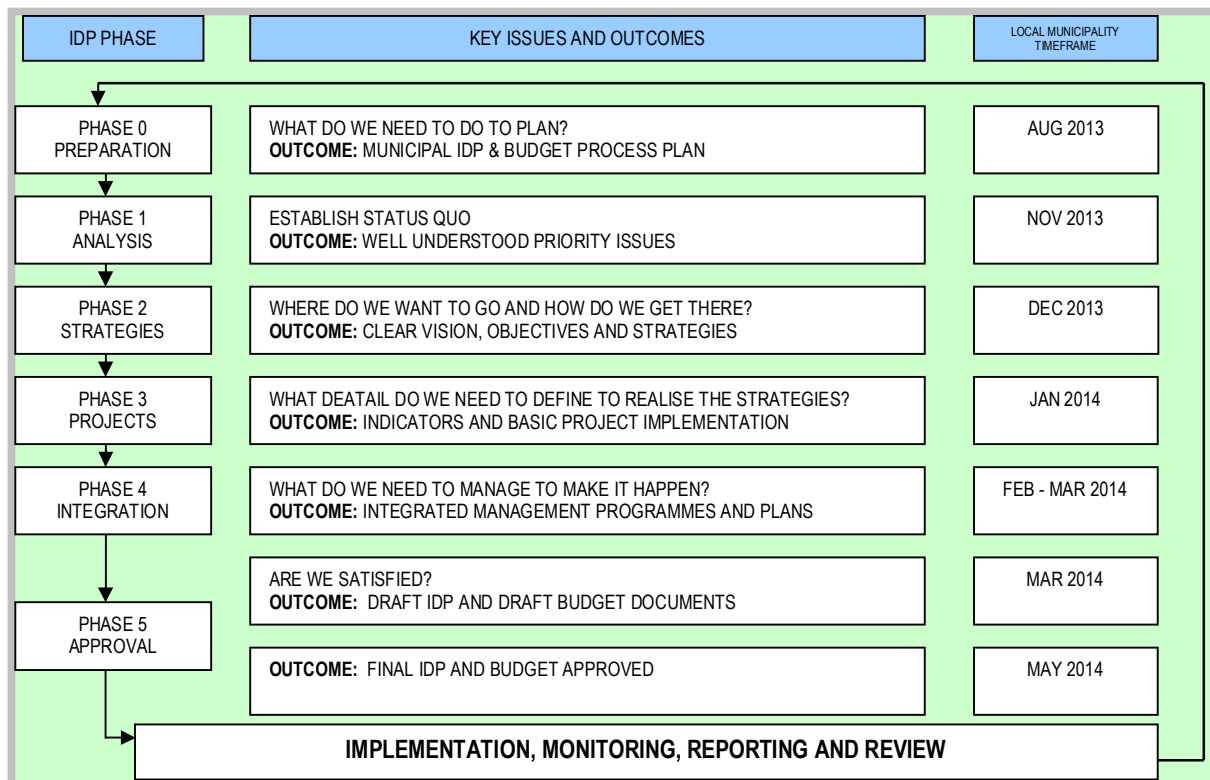 IDP PHASE
KEY ISSUES AND OUTCOMES
LOCAL MUNICIPALITY
TIMEFRAME
PHASE 0
PREPARATION
WHAT DO WE NEED TO DO TO PLAN?
OUTCOME: MUNICIPAL IDP & BUDGET PROCESS PLAN
AUG 2013
PHASE 1
ANALYSIS
ESTABLISH STATUS QUO
OUTCOME: WELL UNDERSTOOD PRIORITY ISSUES
NOV 2013
PHASE 2
STRATEGIES
WHERE DO WE WANT TO GO AND HOW DO WE GET THERE?
OUTCOME: CLEAR VISION, OBJECTIVES AND STRATEGIES
DEC 2013
PHASE 3
PROJECTS
WHAT DEATAIL DO WE NEED TO DEFINE TO REALISE THE STRATEGIES?
OUTCOME: INDICATORS AND BASIC PROJECT IMPLEMENTATION
JAN 2014
PHASE 4
INTEGRATION
WHAT DO WE NEED TO MANAGE TO MAKE IT HAPPEN?
OUTCOME: INTEGRATED MANAGEMENT PROGRAMMES AND PLANS
FEB - MAR 2014
PHASE 5
APPROVAL
ARE WE SATISFIED?
OUTCOME: DRAFT IDP AND DRAFT BUDGET DOCUMENTS
MAR 2014
OUTCOME: FINAL IDP AND BUDGET APPROVED
MAY 2014
IMPLEMENTATION, MONITORING, REPORTING AND REVIEW